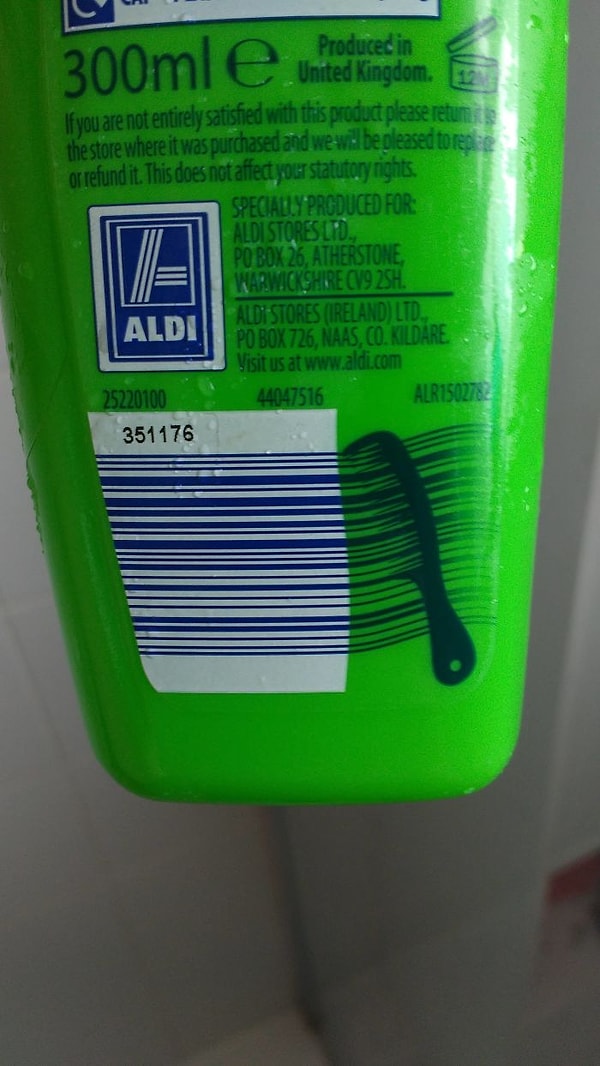 300ml e
Produced in
United Kingdom.
12M
If you are not entirely satisfied with this product please return it
the store where it was purchased and we will be pleased to replace
or refund it. This does not affect your statutory rights.
ALDI
SPECIALLY PRODUCED FOR:
ALDI STORES LTD.,
PO BOX 26, ATHERSTONE,
WARWICKSHIRE CV9 2SH.
ALDI STORES (IRELAND) LTD.,
PO BOX 726, NAAS, CO. KILDARE.
Visit us at www.aldi.com
25220100 44047516 ALR1502782
351176